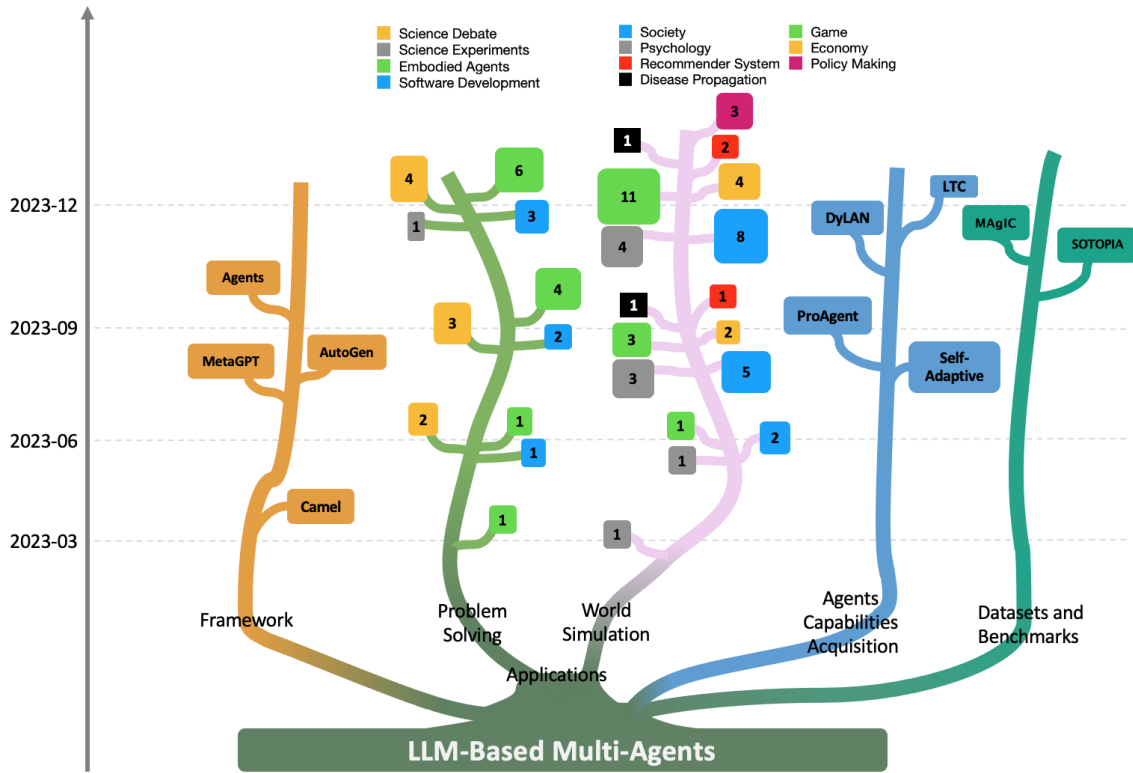 Science Debate
Science Experiments
Embodied Agents
Software Development
Society
Psychology
Recommender System
Disease Propagation
Game
Economy
Policy Making
3
1
2
4
6
11
4
2023-12
3
1
4
8
LTC
DyLAN
MAgIC
SOTOPIA
Agents
4
1
1
2023-09
3
2
3
2
ProAgent
MetaGPT
AutoGen
3
5
Self-
Adaptive
2
1
1
2
2023-06
1
1
Camel
1
2023-03
1
Framework
Problem
Solving
World
Simulation
Agents
Capabilities
Acquisition
Datasets and
Benchmarks
Applications
LLM-Based Multi-Agents